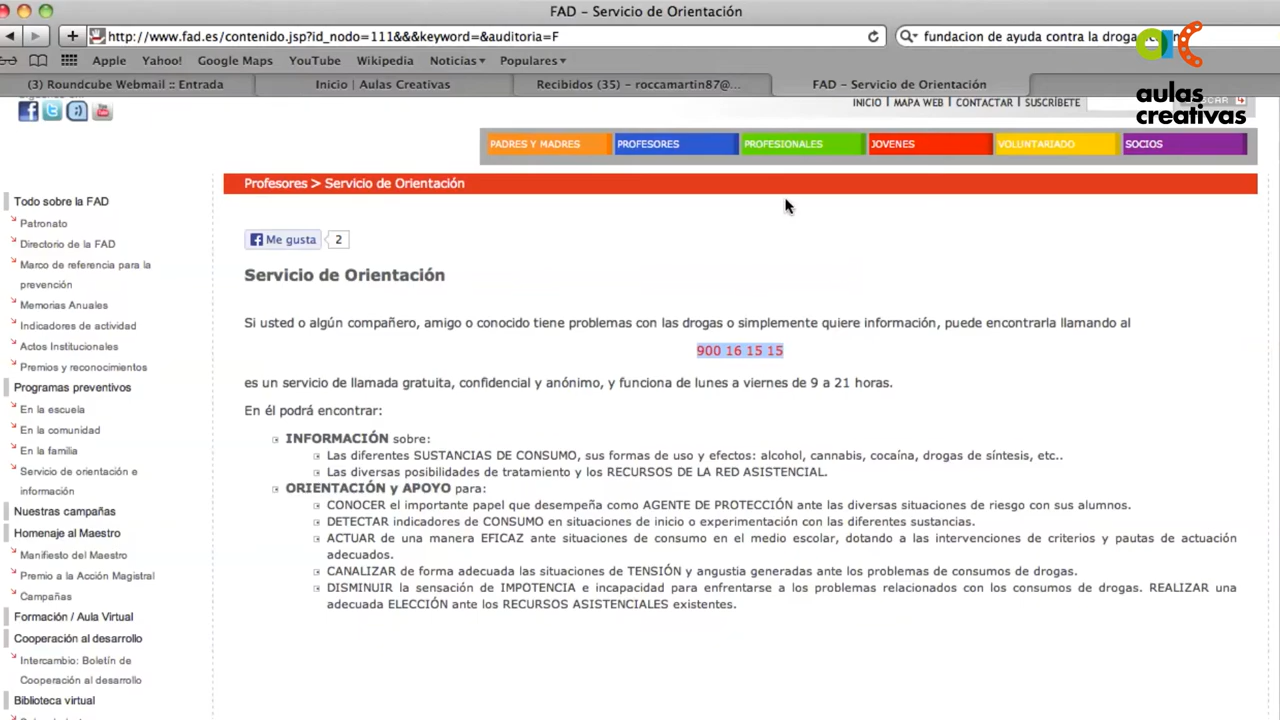 FAD - Servicio de Orientación
http://www.fad.es/contenido.jsp?id_nodo=111&&&keyword=&auditoria=F
fundacion de ayuda contra la droga
Apple Yahoo! Google Maps YouTube Wikipedia Noticias Populares
(3) Roundcube Webmail :: Entrada
Inicio | Aulas Creativas
Recibidos (35) - roccamartin87@...
FAD - Servicio de Orientación
aulas
creativas
INICIO | MAPA WEB | CONTACTAR | SUSCRÍBETE
PADRES Y MADRES PROFESORES PROFESIONALES JOVENES VOLUNTARIADO SOCIOS
Profesores > Servicio de Orientación
Todo sobre la FAD
Patronato
Directorio de la FAD
Marco de referencia para la
prevención
Memorias Anuales
Indicadores de actividad
Actos Institucionales
Premios y reconocimientos
Programas preventivos
En la escuela
En la comunidad
En la familia
Servicio de orientación e
información
Nuestras campañas
Homenaje al Maestro
Manifiesto del Maestro
Premio a la Acción Magistral
Campañas
Formación / Aula Virtual
Cooperación al desarrollo
Intercambio: Boletín de
Cooperación al desarrollo
Biblioteca virtual
Me gusta 2
Servicio de Orientación
Si usted o algún compañero, amigo o conocido tiene problemas con las drogas o simplemente quiere información, puede encontrarla llamando al
900 16 15 15
es un servicio de llamada gratuita, confidencial y anónimo, y funciona de lunes a viernes de 9 a 21 horas.
En él podrá encontrar:
INFORMACIÓN sobre:
Las diferentes SUSTANCIAS DE CONSUMO, sus formas de uso y efectos: alcohol, cannabis, cocaína, drogas de síntesis, etc..
Las diversas posibilidades de tratamiento y los RECURSOS DE LA RED ASISTENCIAL.
ORIENTACIÓN y APOYO para:
CONOCER el importante papel que desempeña como AGENTE DE PROTECCIÓN ante las diversas situaciones de riesgo con sus alumnos.
DETECTAR indicadores de CONSUMO en situaciones de inicio o experimentación con las diferentes sustancias.
ACTUAR de una manera EFICAZ ante situaciones de consumo en el medio escolar, dotando a las intervenciones de criterios y pautas de actuación
adecuados.
CANALIZAR de forma adecuada las situaciones de TENSIÓN y angustia generadas ante los problemas de consumos de drogas.
DISMINUIR la sensación de IMPOTENCIA e incapacidad para enfrentarse a los problemas relacionados con los consumos de drogas. REALIZAR una
adecuada ELECCIÓN ante los RECURSOS ASISTENCIALES existentes.